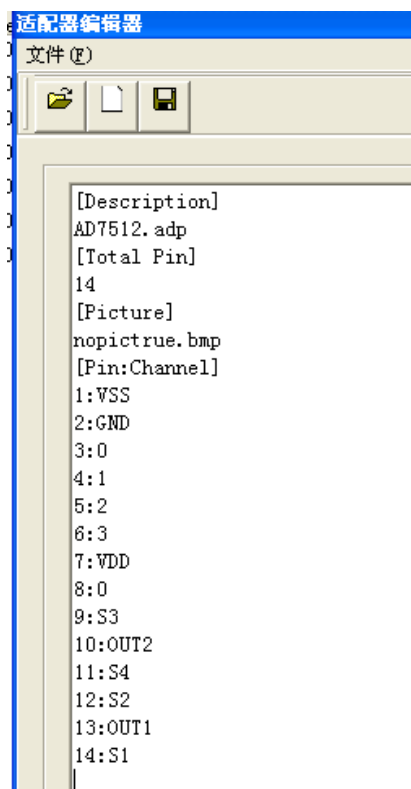 适配器编辑器
文件(F)
[Description]
AD7512.adp
[Total Pin]
14
[Picture]
nopictrue.bmp
[Pin:Channel]
1:VSS
2:GND
3:0
4:1
5:2
6:3
7:VDD
8:0
9:S3
10:OUT2
11:S4
12:S2
13:OUT1
14:S1